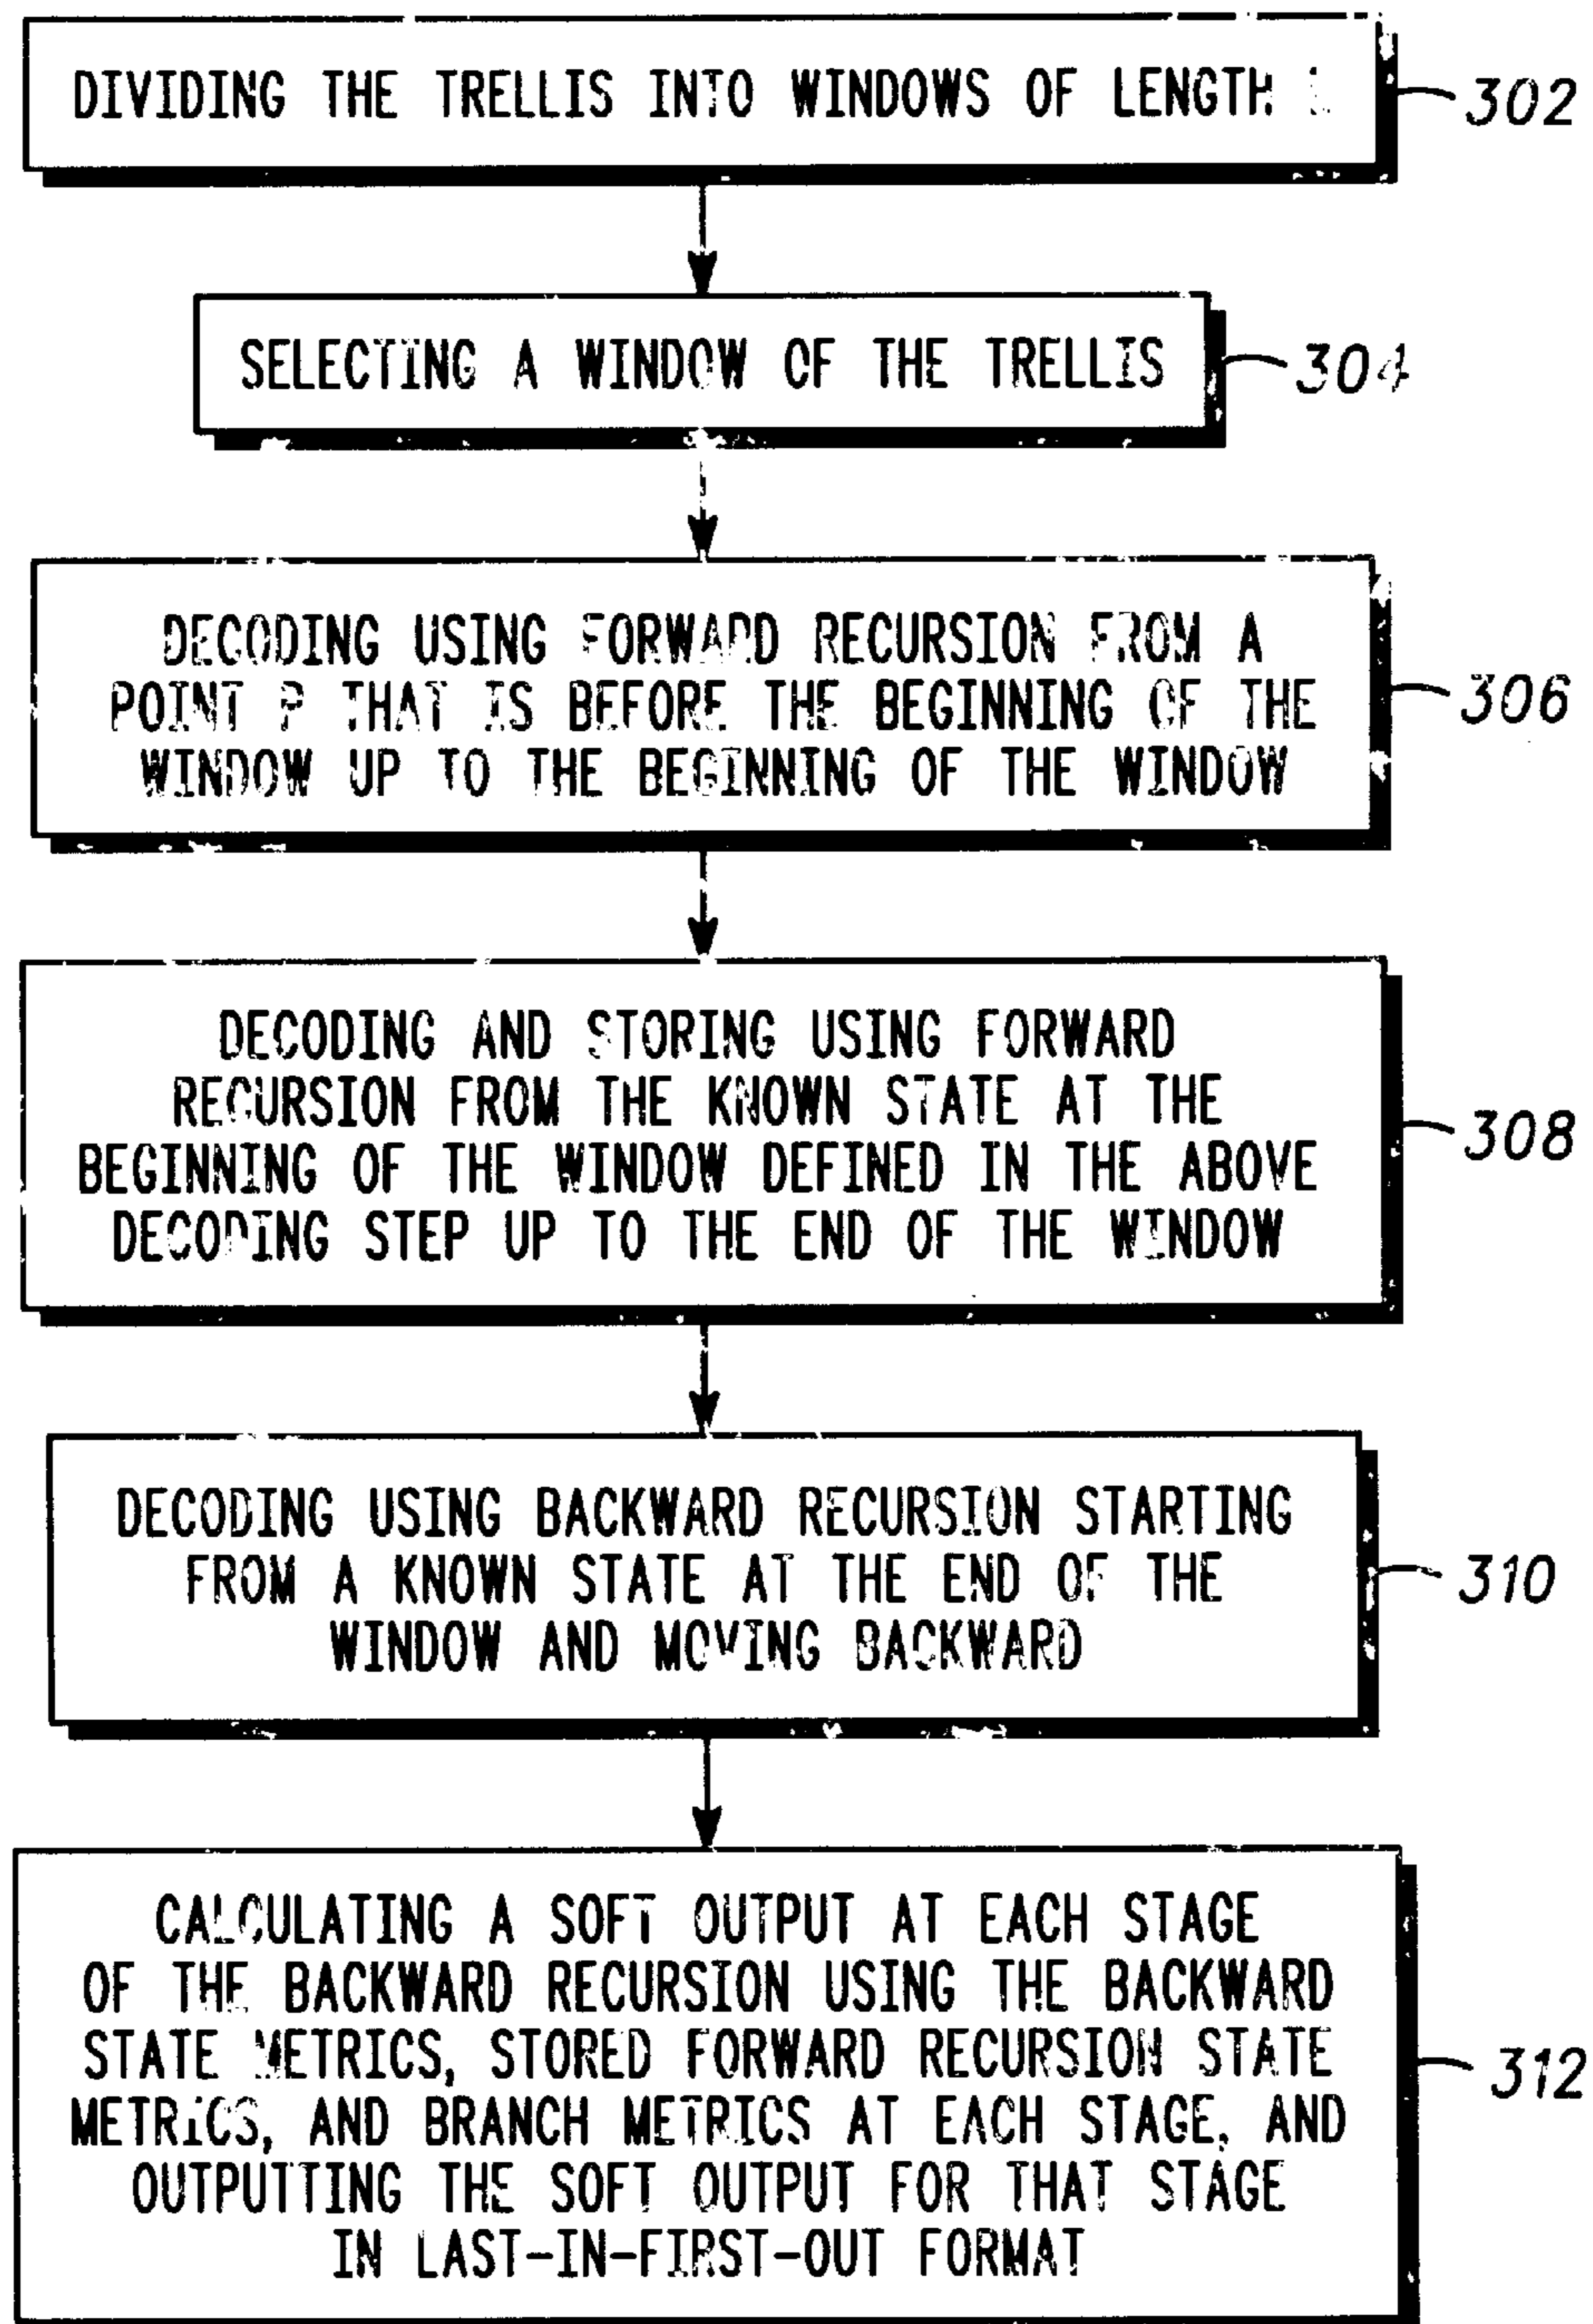 DIVIDING THE TRELLIS INTO WINDOWS OF LENGTH
302
SELECTING A WINDOW OF THE TRELLIS
304
DECODING USING FORWARD RECURSION FROM A
POINT P THAT IS BEFORE THE BEGINNING OF THE
WINDOW UP TO THE BEGINNING OF THE WINDOW
306
DECODING AND STORING USING FORWARD
RECURSION FROM THE KNOWN STATE AT THE
BEGINNING OF THE WINDOW DEFINED IN THE ABOVE
DECODING STEP UP TO THE END OF THE WINDOW
308
DECODING USING BACKWARD RECURSION STARTING
FROM A KNOWN STATE AT THE END OF THE
WINDOW AND MOVING BACKWARD
310
CALCULATING A SOFT OUTPUT AT EACH STAGE
OF THE BACKWARD RECURSION USING THE BACKWARD
STATE METRICS, STORED FORWARD RECURSION STATE
METRICS, AND BRANCH METRICS AT EACH STAGE, AND
OUTPUTTING THE SOFT OUTPUT FOR THAT STAGE
IN LAST-IN-FIRST-OUT FORMAT
312